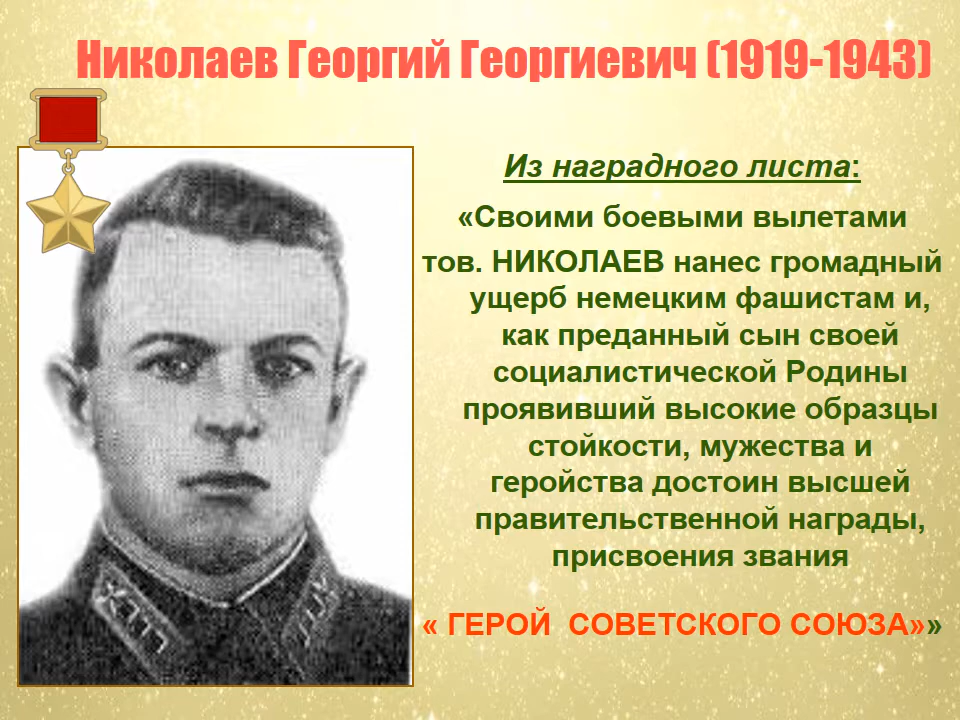 Николаев Георгий Георгиевич (1919-1943)
Из наградного листа:
«Своими боевыми вылетами
тов. НИКОЛАЕВ нанес громадный
ущерб немецким фашистам и,
как преданный сын своей
социалистической Родины
проявивший высокие образцы
стойкости, мужества и
геройства достоин высшей
правительственной награды,
присвоения звания
« ГЕРОЙ  СОВЕТСКОГО СОЮЗА»»